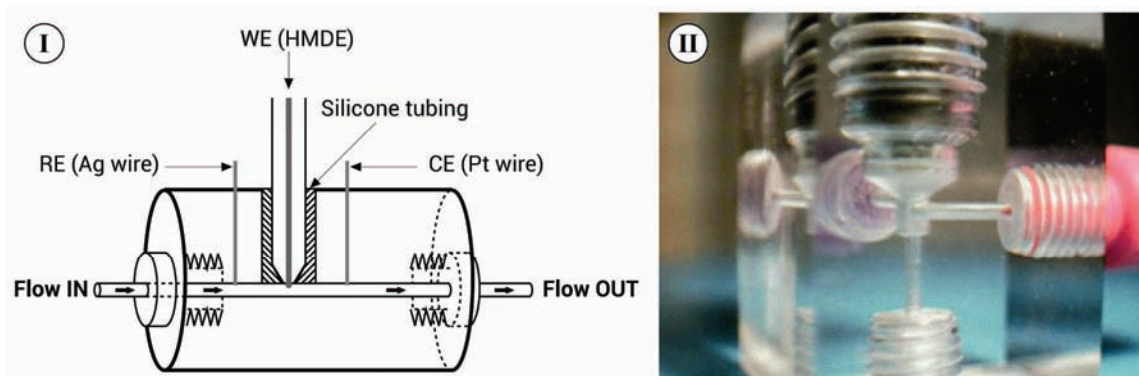 I
WE (HMDE)
Silicone tubing
RE (Ag wire)
CE (Pt wire)
Flow IN
Flow OUT
II